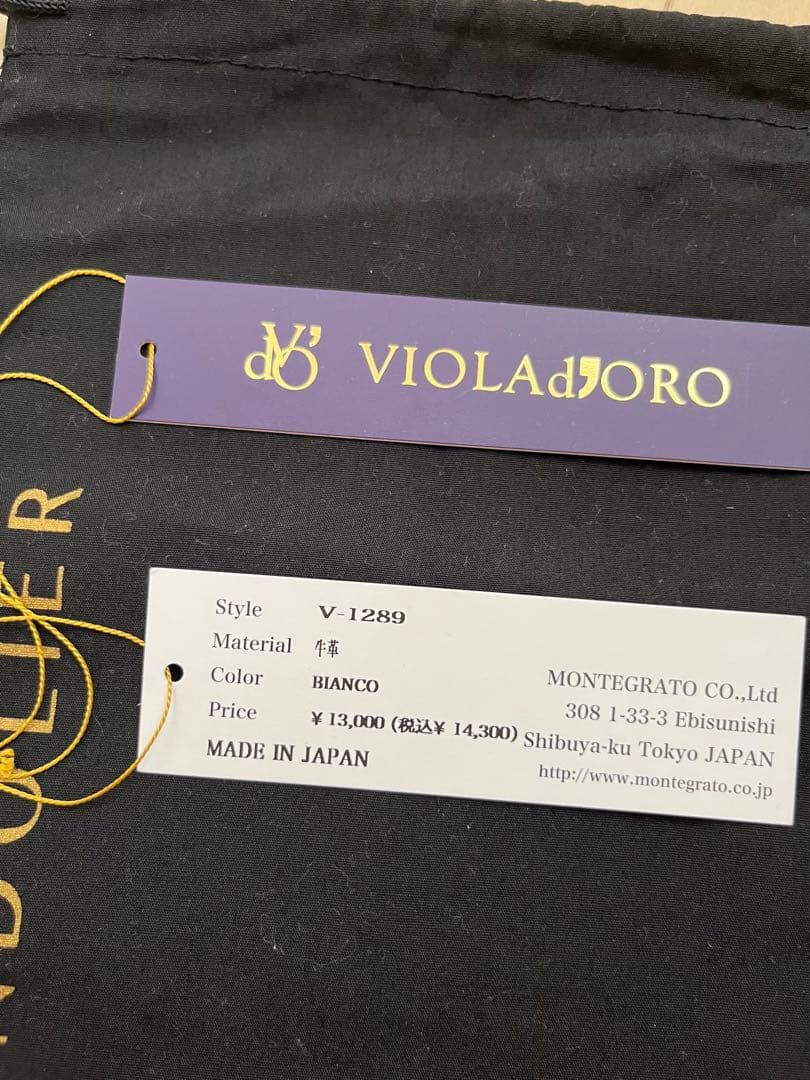 VIOLAd'ORO
Style V-1289
Material 牛革
Color BIANCO
Price ¥13,000 (税込¥ 14,300)
MADE IN JAPAN
MONTEGRATO CO.,Ltd
308 1-33-3 Ebisunishi
Shibuya-ku Tokyo JAPAN
http://www.montegrato.co.jp
DOLIER